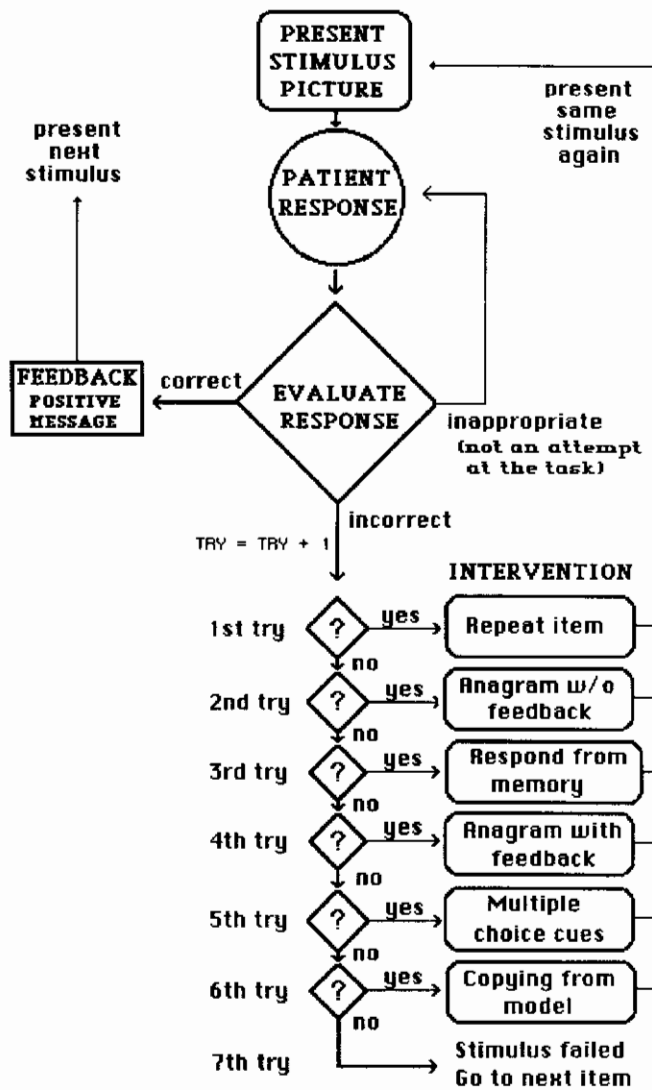 PRESENT
STIMULUS
PICTURE
present
same
stimulus
again
present
next
stimulus
PATIENT
RESPONSE
FEEDBACK
POSITIVE
MESSAGE
correct
EVALUATE
RESPONSE
inappropriate
(not an attempt
at the task)
incorrect
TRY = TRY + 1
INTERVENTION
1st try
?
yes
Repeat item
no
2nd try
?
yes
Anagram w/o
feedback
no
3rd try
?
yes
Respond from
memory
no
4th try
?
yes
Anagram with
feedback
no
5th try
?
yes
Multiple
choice cues
no
6th try
?
yes
Copying from
model
no
7th try
Stimulus failed
Go to next item